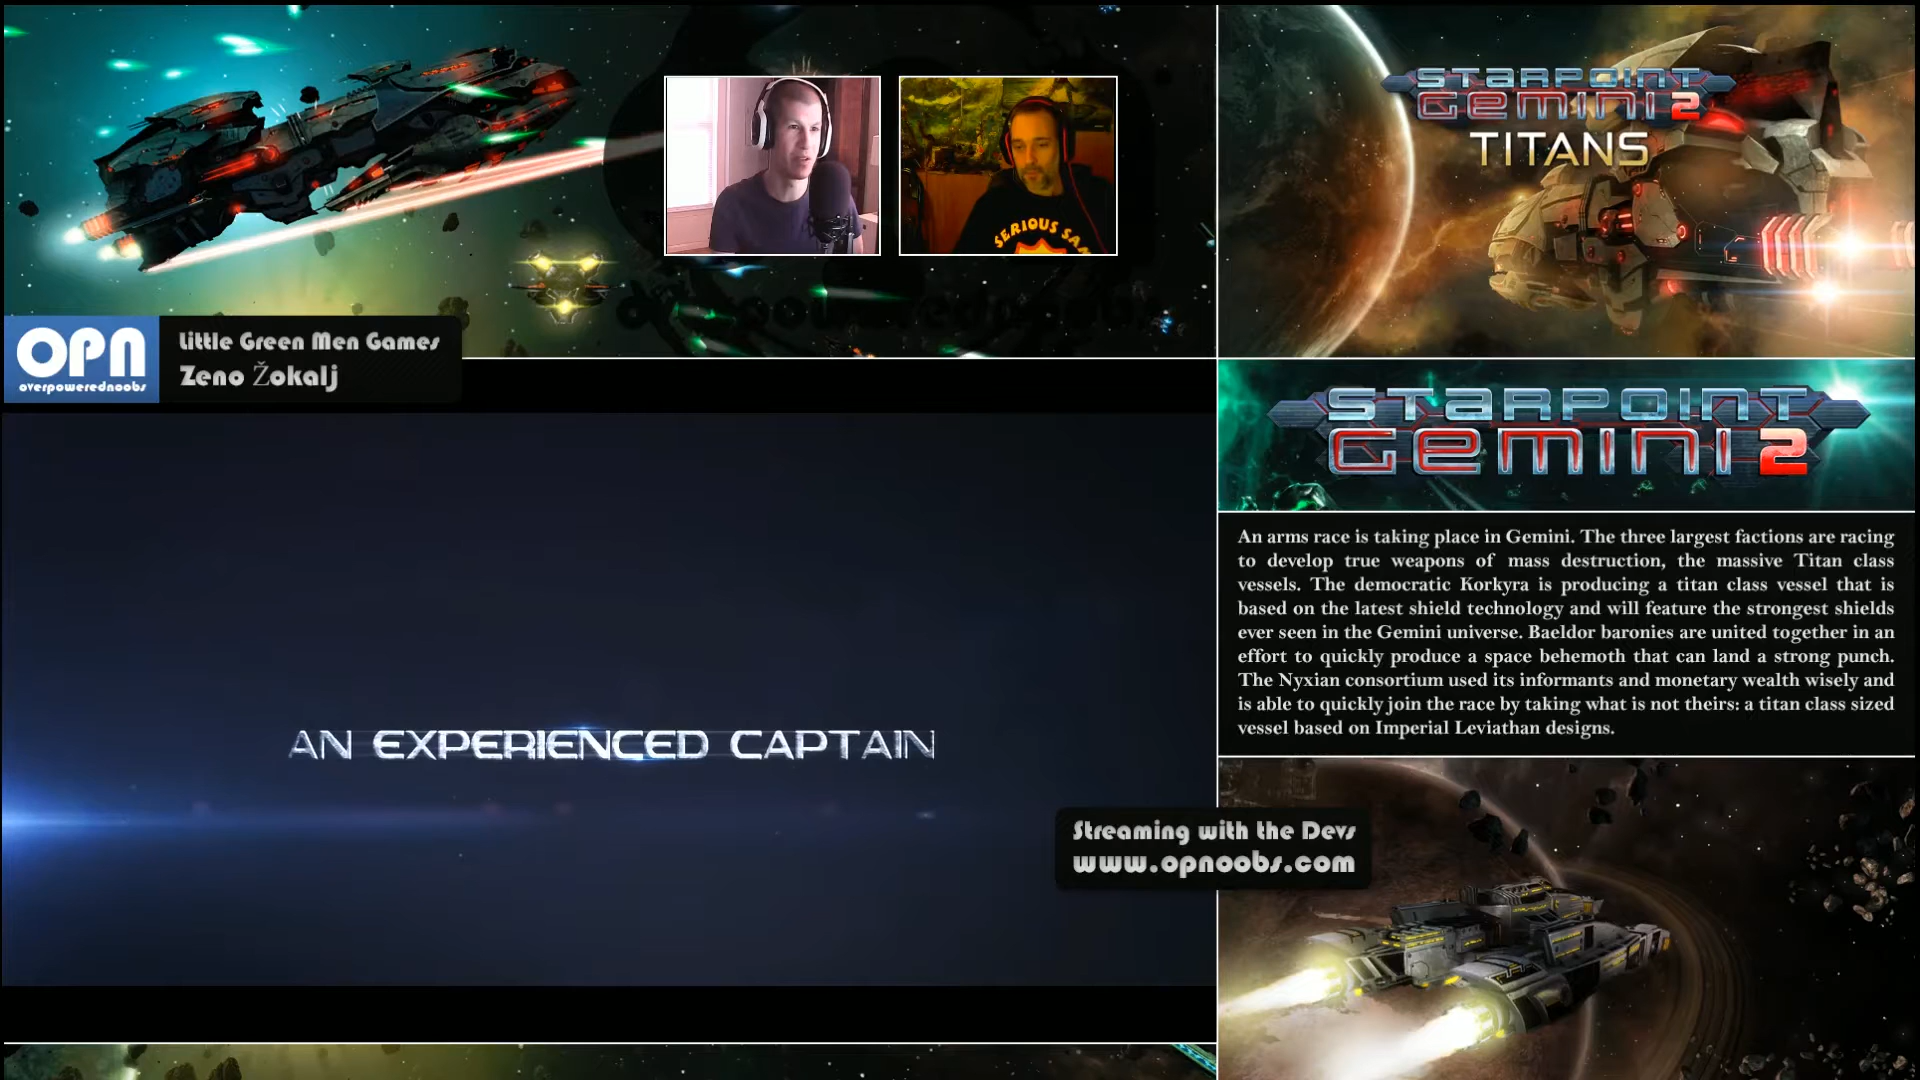 SERIOUS SAM
STARPOINT
GEMINI 2
TITANS
OPN
overpowerednoobs
Little Green Men Games
Zeno Žokalj
STARPOINT
GEMINI 2
An arms race is taking place in Gemini. The three largest factions are racing
to develop true weapons of mass destruction, the massive Titan class
vessels. The democratic Korkyra is producing a titan class vessel that is
based on the latest shield technology and will feature the strongest shields
ever seen in the Gemini universe. Baeldor baronies are united together in an
effort to quickly produce a space behemoth that can land a strong punch.
The Nyxian consortium used its informants and monetary wealth wisely and
is able to quickly join the race by taking what is not theirs: a titan class sized
vessel based on Imperial Leviathan designs.
AN EXPERIENCED CAPTAIN
Streaming with the Devs
www.opnoobs.com